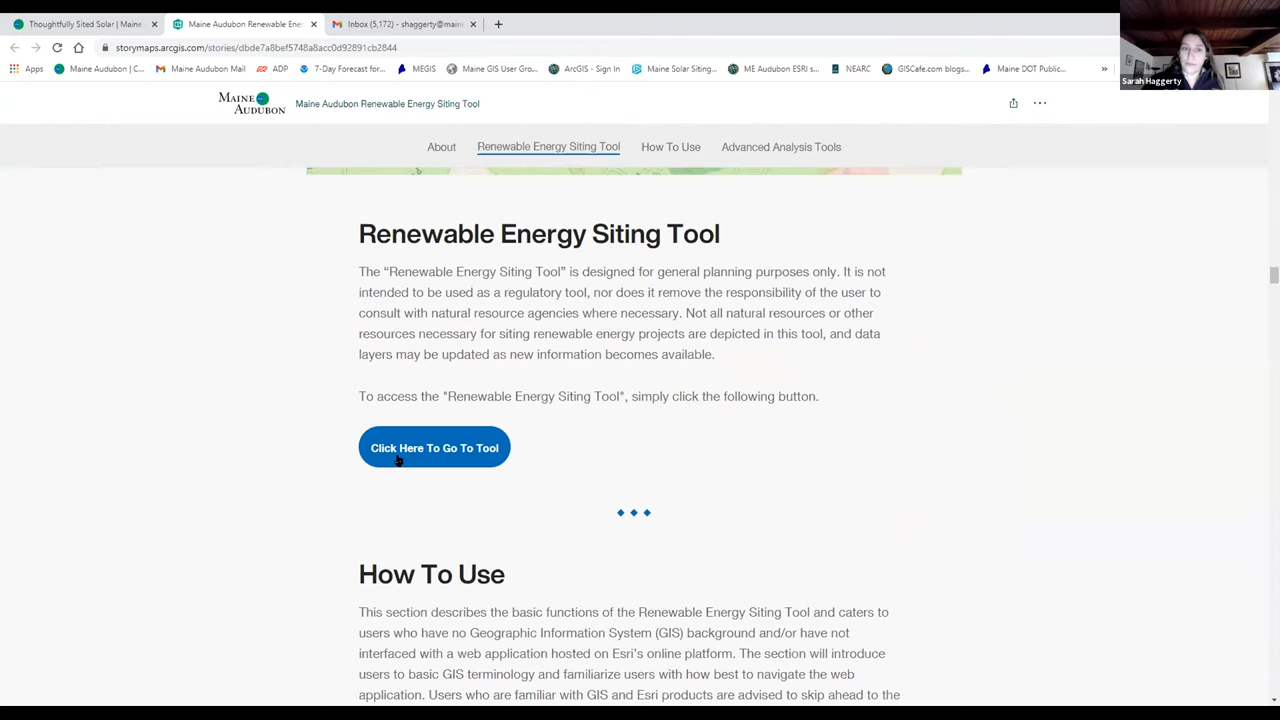 Thoughtfully Sited Solar | Maine
Maine Audubon Renewable Ene
Inbox (5,172) - shaggerty@maine
storymaps.arcgis.com/stories/dbde7a8bef5748a8acc0d92891cb2844
Apps
Maine Audubon | C...
Maine Audubon Mail
ADP
7-Day Forecast for...
MEGIS
Maine GIS User Gro...
ArcGIS - Sign In
Maine Solar Siting...
ME Audubon ESRI s...
NEARC
GISCafe.com blogs...
Maine DOT Public...
Sarah Haggerty
MAINE AUDUBON
Maine Audubon Renewable Energy Siting Tool
About
Renewable Energy Siting Tool
How To Use
Advanced Analysis Tools
Renewable Energy Siting Tool
The “Renewable Energy Siting Tool” is designed for general planning purposes only. It is not
intended to be used as a regulatory tool, nor does it remove the responsibility of the user to
consult with natural resource agencies where necessary. Not all natural resources or other
resources necessary for siting renewable energy projects are depicted in this tool, and data
layers may be updated as new information becomes available.
To access the "Renewable Energy Siting Tool", simply click the following button.
Click Here To Go To Tool
How To Use
This section describes the basic functions of the Renewable Energy Siting Tool and caters to
users who have no Geographic Information System (GIS) background and/or have not
interfaced with a web application hosted on Esri's online platform. The section will introduce
users to basic GIS terminology and familiarize users with how best to navigate the web
application. Users who are familiar with GIS and Esri products are advised to skip ahead to the